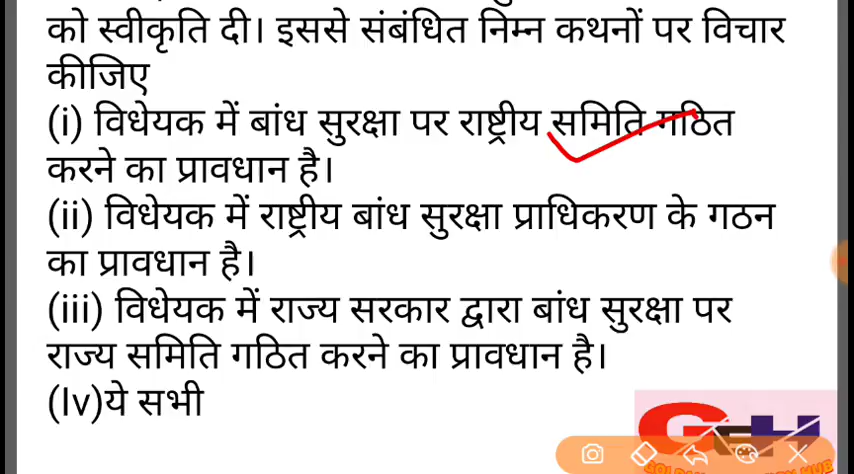 को स्वीकृति दी। इससे संबंधित निम्न कथनों पर विचार
कीजिए
(i) विधेयक में बांध सुरक्षा पर राष्ट्रीय समिति गठित
करने का प्रावधान है।
(ii) विधेयक में राष्ट्रीय बांध सुरक्षा प्राधिकरण के गठन
का प्रावधान है।
(iii) विधेयक में राज्य सरकार द्वारा बांध सुरक्षा पर
राज्य समिति गठित करने का प्रावधान है।
(Iv)ये सभी
GEH